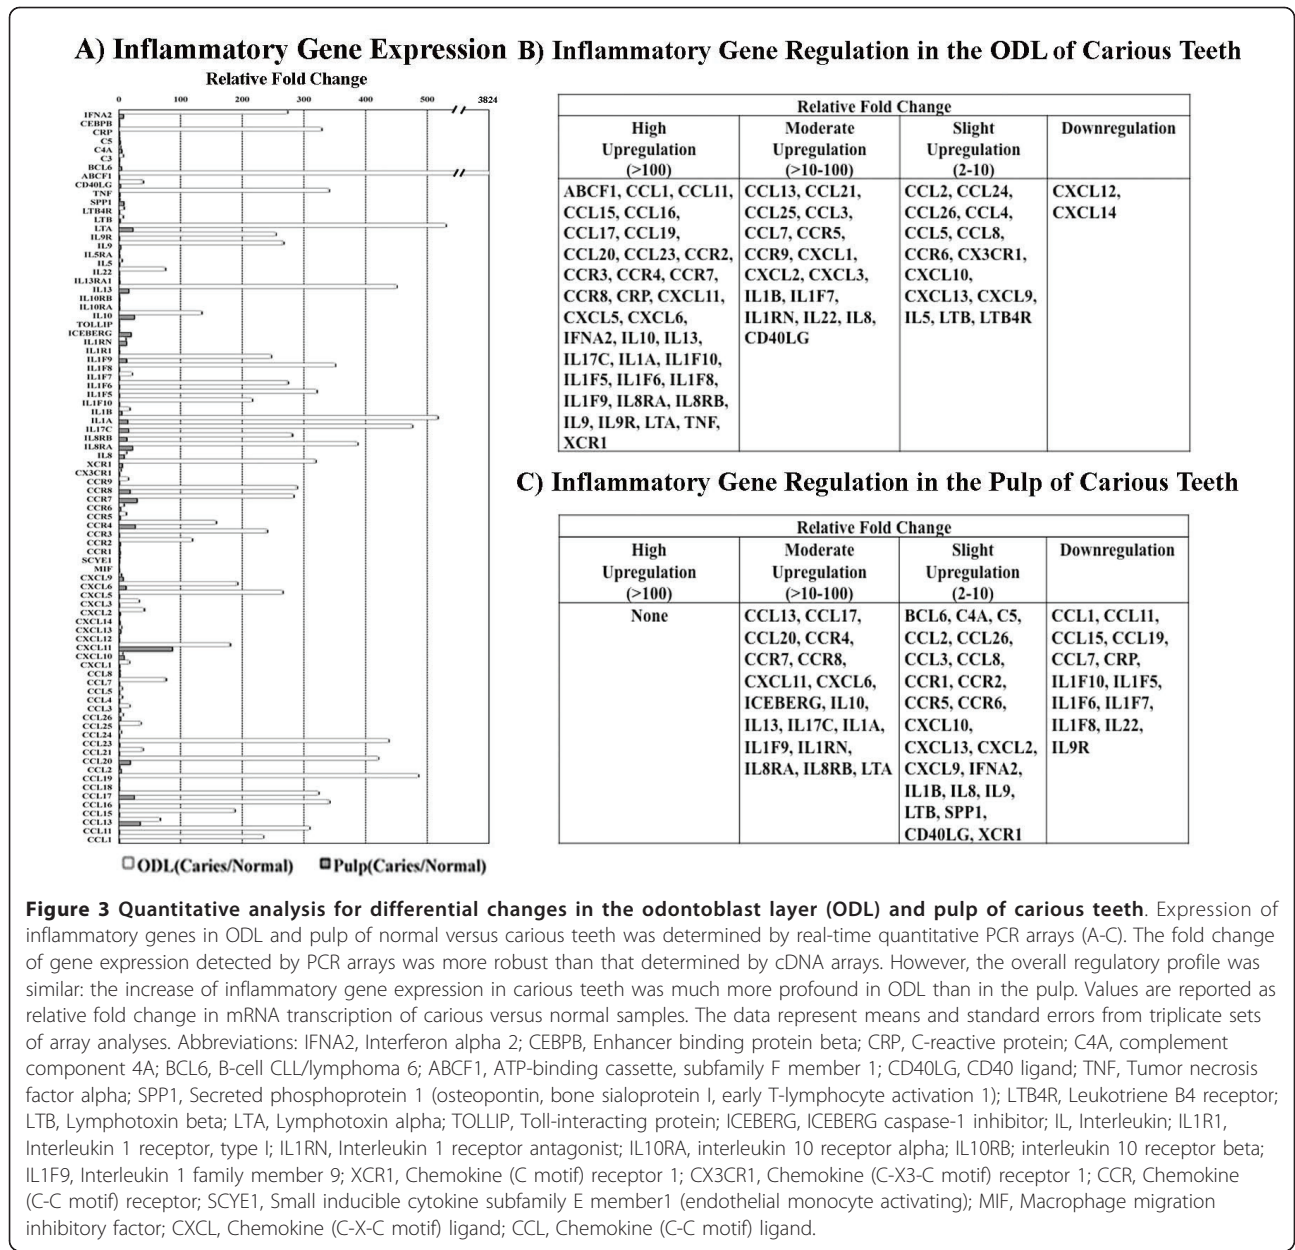 A) Inflammatory Gene Expression
Relative Fold Change
0 100 200 300 400 500 3824
IFNA2
CEBPB
CRP
C5
C4A
C3
BCL6
ABCF1
CD40LG
TNF
SPP1
LTB4R
LTB
LTA
IL9R
IL9
IL5RA
IL5
IL22
IL13RA1
IL13
IL10RB
IL10RA
IL10
TOLLIP
ICEBERG
IL1RN
IL1R1
IL1F9
IL1F8
IL1F7
IL1F6
IL1F5
IL1F10
IL1B
IL1A
IL17C
IL8RB
IL8RA
IL8
XCR1
CX3CR1
CCR9
CCR8
CCR7
CCR6
CCR5
CCR4
CCR3
CCR2
CCR1
SCYE1
MIF
CXCL9
CXCL6
CXCL5
CXCL3
CXCL2
CXCL14
CXCL13
CXCL12
CXCL11
CXCL10
CXCL1
CCL8
CCL7
CCL5
CCL4
CCL3
CCL26
CCL25
CCL24
CCL23
CCL21
CCL20
CCL2
CCL19
CCL18
CCL17
CCL16
CCL15
CCL13
CCL11
CCL1
ODL(Caries/Normal) Pulp(Caries/Normal)
B) Inflammatory Gene Regulation in the ODL of Carious Teeth
Relative Fold Change
High
Upregulation
(>100)
Moderate
Upregulation
(>10-100)
Slight
Upregulation
(2-10)
Downregulation
ABCF1, CCL1, CCL11,
CCL15, CCL16,
CCL17, CCL19,
CCL20, CCL23, CCR2,
CCR3, CCR4, CCR7,
CCR8, CRP, CXCL11,
CXCL5, CXCL6,
IFNA2, IL10, IL13,
IL17C, IL1A, IL1F10,
IL1F5, IL1F6, IL1F8,
IL1F9, IL8RA, IL8RB,
IL9, IL9R, LTA, TNF,
XCR1
CCL13, CCL21,
CCL25, CCL3,
CCL7, CCR5,
CCR9, CXCL1,
CXCL2, CXCL3,
IL1B, IL1F7,
IL1RN, IL22, IL8,
CD40LG
CCL2, CCL24,
CCL26, CCL4,
CCL5, CCL8,
CCR6, CX3CR1,
CXCL10,
CXCL13, CXCL9,
IL5, LTB, LTB4R
CXCL12,
CXCL14
C) Inflammatory Gene Regulation in the Pulp of Carious Teeth
Relative Fold Change
High
Upregulation
(>100)
Moderate
Upregulation
(>10-100)
Slight
Upregulation
(2-10)
Downregulation
None
CCL13, CCL17,
CCL20, CCR4,
CCR7, CCR8,
CXCL11, CXCL6,
ICEBERG, IL10,
IL13, IL17C, IL1A,
IL1F9, IL1RN,
IL8RA, IL8RB, LTA
BCL6, C4A, C5,
CCL2, CCL26,
CCL3, CCL8,
CCR1, CCR2,
CCR5, CCR6,
CXCL10,
CXCL13, CXCL2,
CXCL9, IFNA2,
IL1B, IL8, IL9,
LTB, SPP1,
CD40LG, XCR1
CCL1, CCL11,
CCL15, CCL19,
CCL7, CRP,
IL1F10, IL1F5,
IL1F6, IL1F7,
IL1F8, IL22,
IL9R
Figure 3 Quantitative analysis for differential changes in the odontoblast layer (ODL) and pulp of carious teeth. Expression of
inflammatory genes in ODL and pulp of normal versus carious teeth was determined by real-time quantitative PCR arrays (A-C). The fold change
of gene expression detected by PCR arrays was more robust than that determined by cDNA arrays. However, the overall regulatory profile was
similar: the increase of inflammatory gene expression in carious teeth was much more profound in ODL than in the pulp. Values are reported as
relative fold change in mRNA transcription of carious versus normal samples. The data represent means and standard errors from triplicate sets
of array analyses. Abbreviations: IFNA2, Interferon alpha 2; CEBPB, Enhancer binding protein beta; CRP, C-reactive protein; C4A, complement
component 4A; BCL6, B-cell CLL/lymphoma 6; ABCF1, ATP-binding cassette, subfamily F member 1; CD40LG, CD40 ligand; TNF, Tumor necrosis
factor alpha; SPP1, Secreted phosphoprotein 1 (osteopontin, bone sialoprotein I, early T-lymphocyte activation 1); LTB4R, Leukotriene B4 receptor;
LTB, Lymphotoxin beta; LTA, Lymphotoxin alpha; TOLLIP, Toll-interacting protein; ICEBERG, ICEBERG caspase-1 inhibitor; IL, Interleukin; IL1R1,
Interleukin 1 receptor, type I; IL1RN, Interleukin 1 receptor antagonist; IL10RA, interleukin 10 receptor alpha; IL10RB; interleukin 10 receptor beta;
IL1F9, Interleukin 1 family member 9; XCR1, Chemokine (C motif) receptor 1; CX3CR1, Chemokine (C-X3-C motif) receptor 1; CCR, Chemokine
(C-C motif) receptor; SCYE1, Small inducible cytokine subfamily E member1 (endothelial monocyte activating); MIF, Macrophage migration
inhibitory factor; CXCL, Chemokine (C-X-C motif) ligand; CCL, Chemokine (C-C motif) ligand.